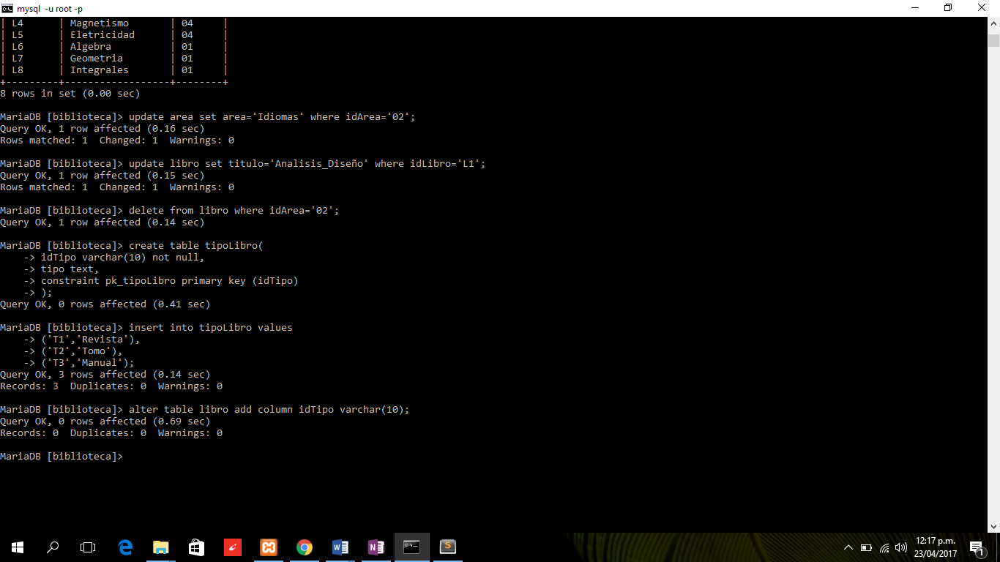 mysql -u root -p
| L4      | Magnetismo       | 04     |
| L5      | Eletricidad      | 04     |
| L6      | Algebra          | 01     |
| L7      | Geometria        | 01     |
| L8      | Integrales       | 01     |
+---------+------------------+--------+
8 rows in set (0.00 sec)
MariaDB [biblioteca]> update area set area='Idiomas' where idArea='02';
Query OK, 1 row affected (0.16 sec)
Rows matched: 1  Changed: 1  Warnings: 0
MariaDB [biblioteca]> update libro set titulo='Analisis_Diseño' where idLibro='L1';
Query OK, 1 row affected (0.15 sec)
Rows matched: 1  Changed: 1  Warnings: 0
MariaDB [biblioteca]> delete from libro where idArea='02';
Query OK, 1 row affected (0.14 sec)
MariaDB [biblioteca]> create table tipoLibro(
    -> idTipo varchar(10) not null,
    -> tipo text,
    -> constraint pk_tipoLibro primary key (idTipo)
    -> );
Query OK, 0 rows affected (0.41 sec)
MariaDB [biblioteca]> insert into tipoLibro values
    -> ('T1','Revista'),
    -> ('T2','Tomo'),
    -> ('T3','Manual');
Query OK, 3 rows affected (0.14 sec)
Records: 3  Duplicates: 0  Warnings: 0
MariaDB [biblioteca]> alter table libro add column idTipo varchar(10);
Query OK, 0 rows affected (0.69 sec)
Records: 0  Duplicates: 0  Warnings: 0
MariaDB [biblioteca]>
12:17 p.m.
23/04/2017
1